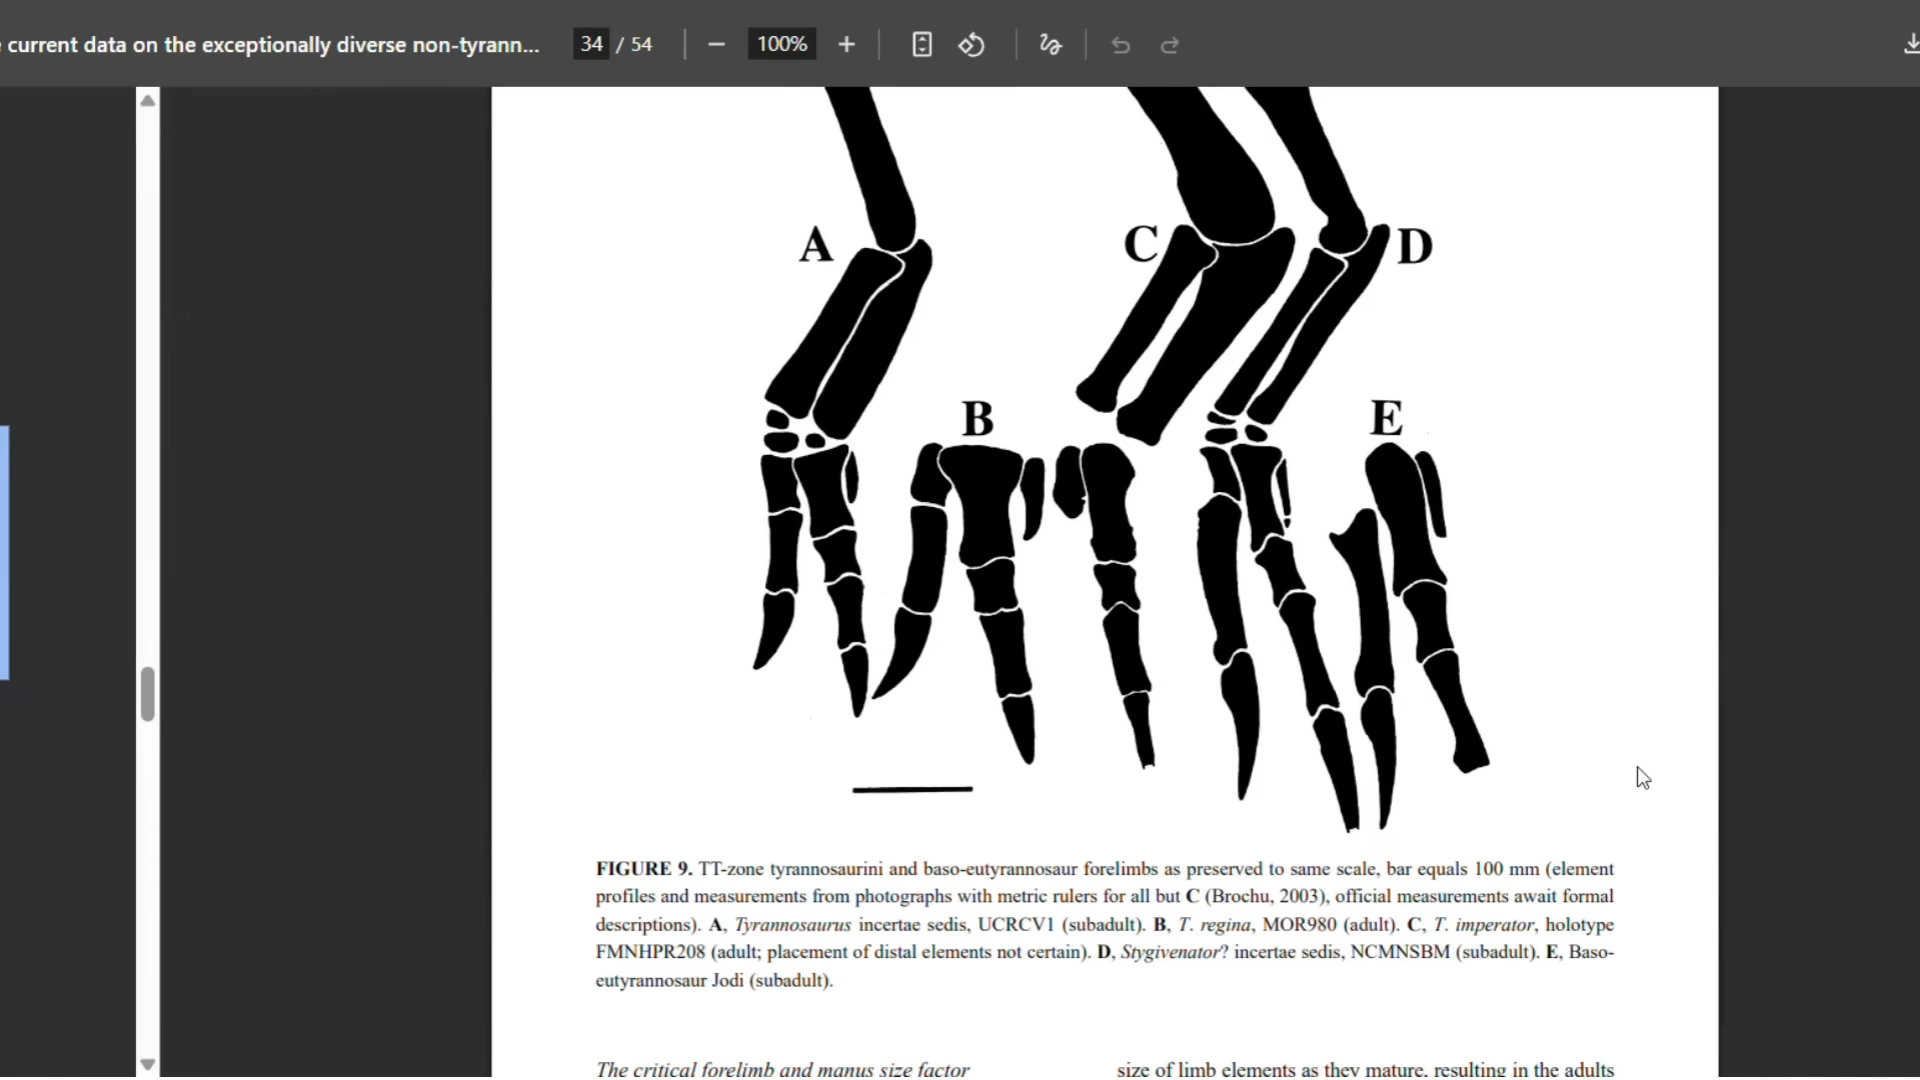 current data on the exceptionally diverse non-tyrann...
34 / 54
100%
A
C
D
B
E
FIGURE 9. TT-zone tyrannosaurini and baso-eutyrannosaur forelimbs as preserved to same scale, bar equals 100 mm (element
profiles and measurements from photographs with metric rulers for all but C (Brochu, 2003), official measurements await formal
descriptions). A, Tyrannosaurus incertae sedis, UCRCV1 (subadult). B, T. regina, MOR980 (adult). C, T. imperator, holotype
FMNHPR208 (adult; placement of distal elements not certain). D, Stygivenator? incertae sedis, NCMNSBM (subadult). E, Baso-
eutyrannosaur Jodi (subadult).
The critical forelimb and manus size factor
size of limb elements as they mature, resulting in the adults